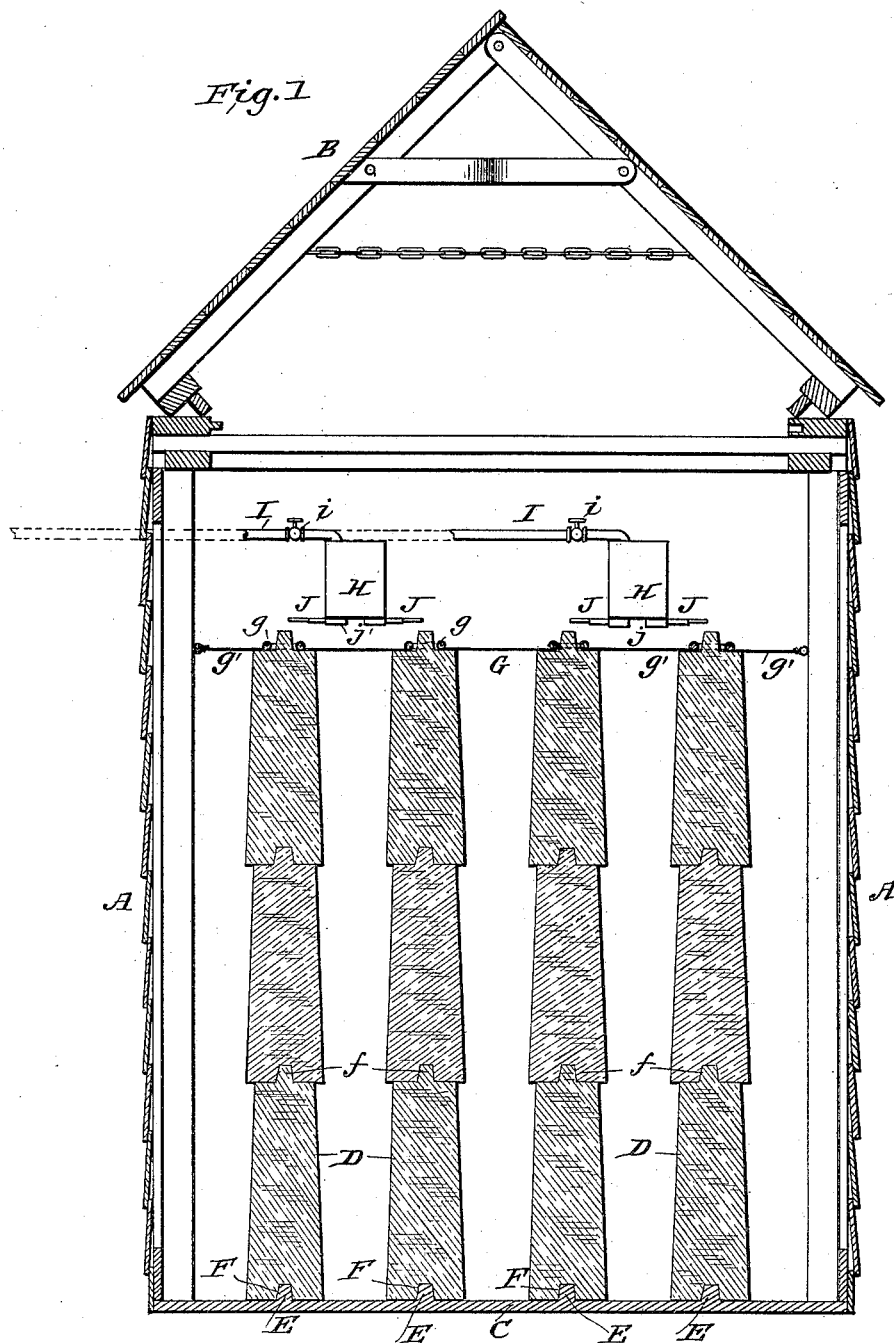 Fig. 1
B
I i I i
H H
J J J J
g j' g j
g' G g' g'
A A
f f
D D
F F F F
E E C E E